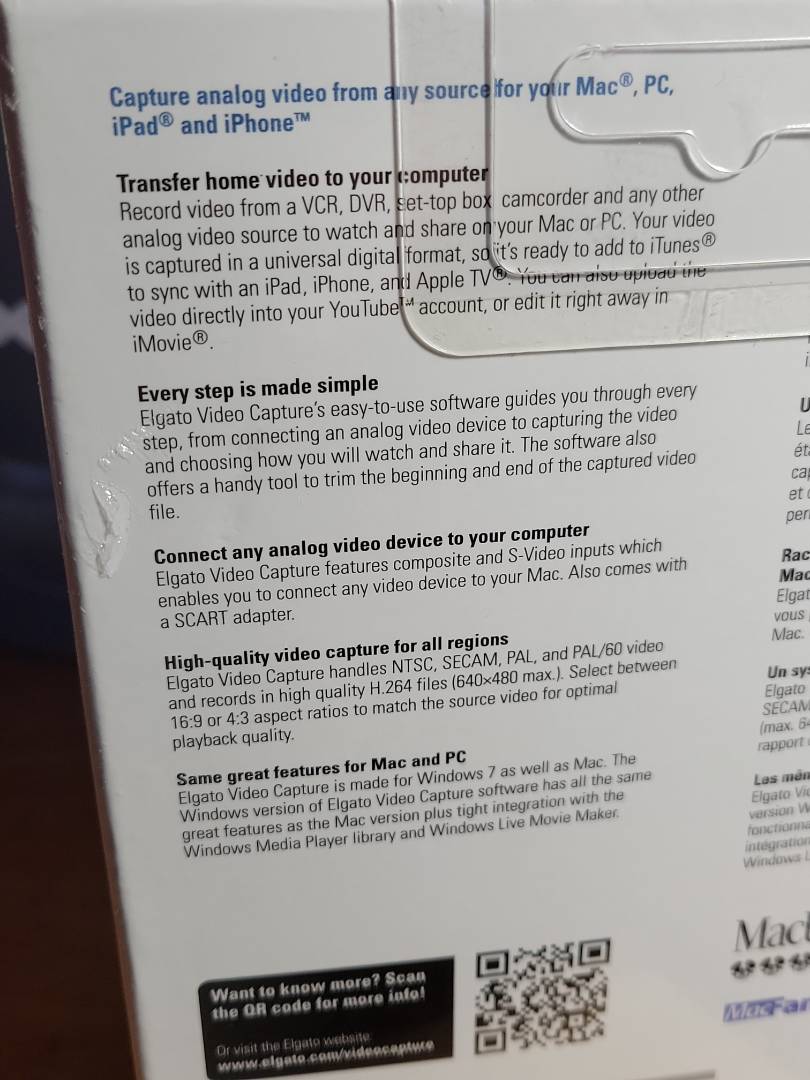 Capture analog video from any source for your Mac®, PC,
iPad® and iPhone™
Transfer home video to your computer
Record video from a VCR, DVR, set-top box camcorder and any other
analog video source to watch and share on your Mac or PC. Your video
is captured in a universal digital format, so it's ready to add to iTunes®
to sync with an iPad, iPhone, and Apple TV®. You can also upload the
video directly into your YouTube™ account, or edit it right away in
iMovie®.
Every step is made simple
Elgato Video Capture's easy-to-use software guides you through every
step, from connecting an analog video device to capturing the video
and choosing how you will watch and share it. The software also
offers a handy tool to trim the beginning and end of the captured video
file.
Connect any analog video device to your computer
Elgato Video Capture features composite and S-Video inputs which
enables you to connect any video device to your Mac. Also comes with
a SCART adapter.
High-quality video capture for all regions
Elgato Video Capture handles NTSC, SECAM, PAL, and PAL/60 video
and records in high quality H.264 files (640×480 max.). Select between
16:9 or 4:3 aspect ratios to match the source video for optimal
playback quality.
Same great features for Mac and PC
Elgato Video Capture is made for Windows 7 as well as Mac. The
Windows version of Elgato Video Capture software has all the same
great features as the Mac version plus tight integration with the
Windows Media Player library and Windows Live Movie Maker.
Want to know more? Scan
the QR code for more info!
Or visit the Elgato website
www.elgato.com/videocapture
et
Mac.
Un
Elgato
SECAM
(max.
rapport
Elgato
version